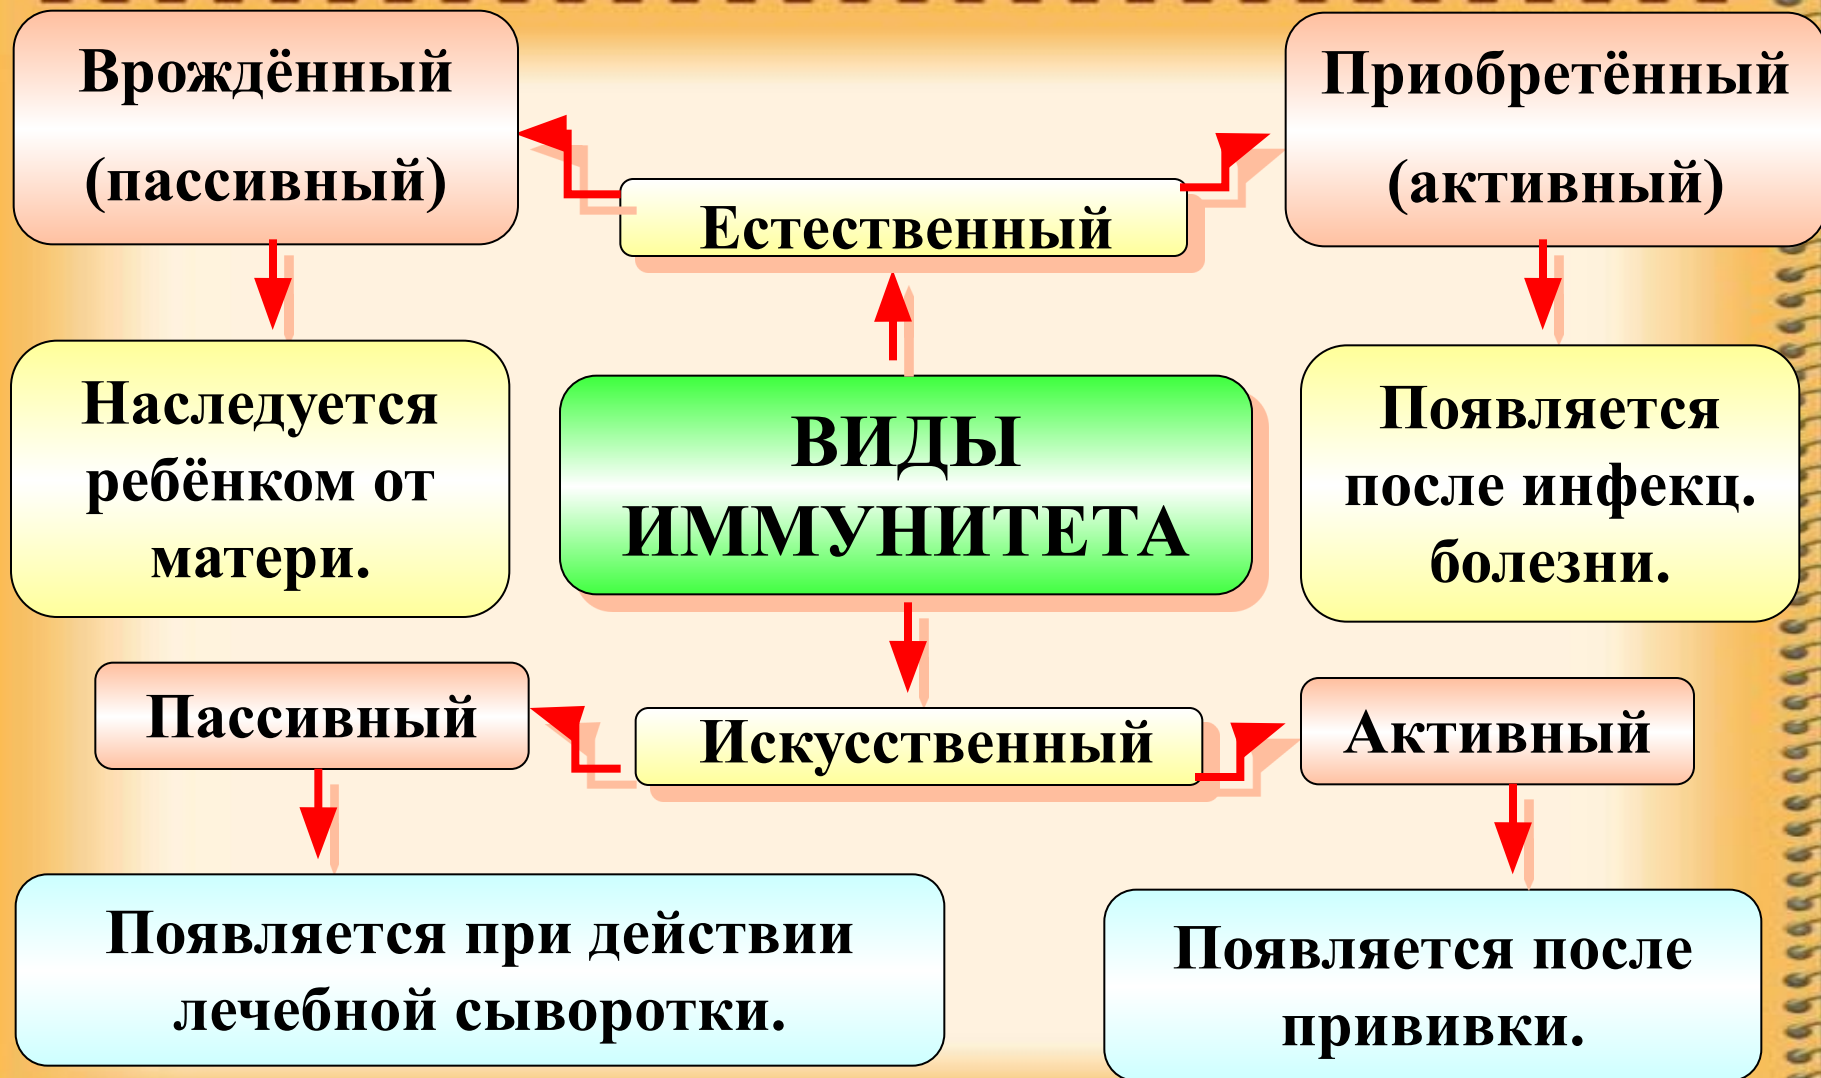 Врождённый
(пассивный)
Приобретённый
(активный)
Естественный
Наследуется
ребёнком от
матери.
ВИДЫ
ИММУНИТЕТА
Появляется
после инфекц.
болезни.
Пассивный
Искусственный
Активный
Появляется при действии
лечебной сыворотки.
Появляется после
прививки.